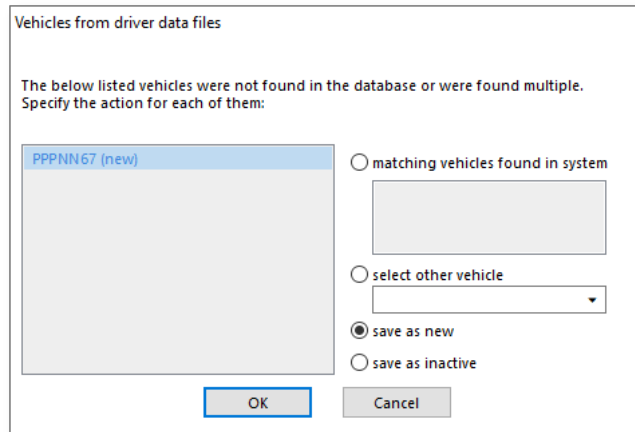 Vehicles from driver data files
The below listed vehicles were not found in the database or were found multiple.
Specify the action for each of them:
PPPNN67 (new)
matching vehicles found in system
select other vehicle
save as new
save as inactive
OK
Cancel